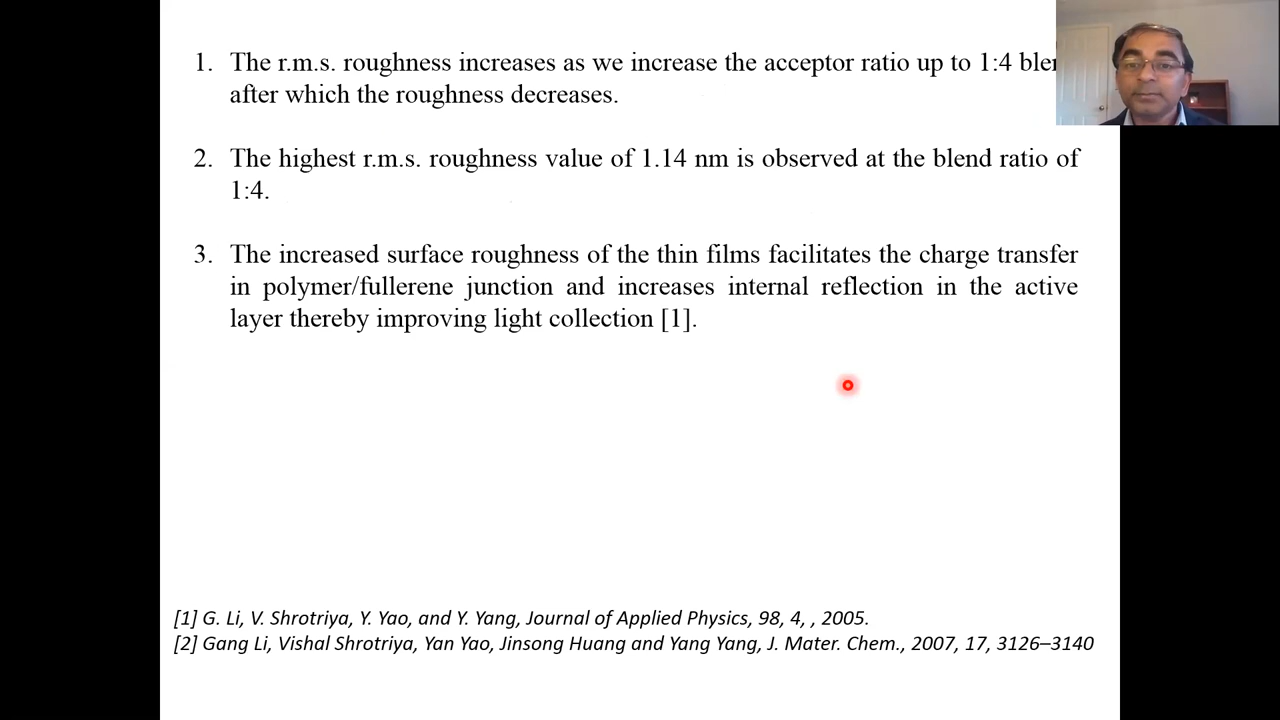 1. The r.m.s. roughness increases as we increase the acceptor ratio up to 1:4
after which the roughness decreases.
2. The highest r.m.s. roughness value of 1.14 nm is observed at the blend ratio of
1:4.
3. The increased surface roughness of the thin films facilitates the charge transfer
in polymer/fullerene junction and increases internal reflection in the active
layer thereby improving light collection [1].
[1] G. Li, V. Shrotriya, Y. Yao, and Y. Yang, Journal of Applied Physics, 98, 4, , 2005.
[2] Gang Li, Vishal Shrotriya, Yan Yao, Jinsong Huang and Yang Yang, J. Mater. Chem., 2007, 17, 3126–3140